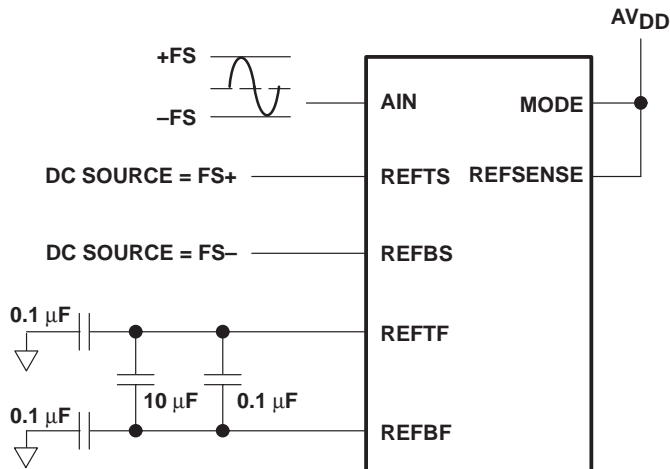 AVDD
+FS
–FS
AIN
MODE
DC SOURCE = FS+
REFTS
REFSENSE
DC SOURCE = FS–
REFBS
0.1 μF
REFTF
10 μF
0.1 μF
0.1 μF
REFBF